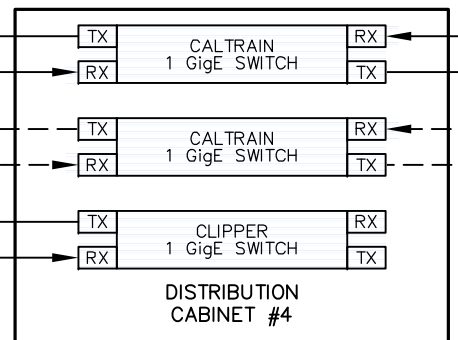 TX
CALTRAIN
1 GigE SWITCH
RX
RX
TX
TX
CALTRAIN
1 GigE SWITCH
RX
RX
TX
TX
CLIPPER
1 GigE SWITCH
RX
RX
TX
DISTRIBUTION
CABINET #4